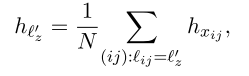 $h_{\ell'_z} = \frac{1}{N} \sum_{(ij):\ell_{ij}=\ell'_z} h_{x_{ij}},$